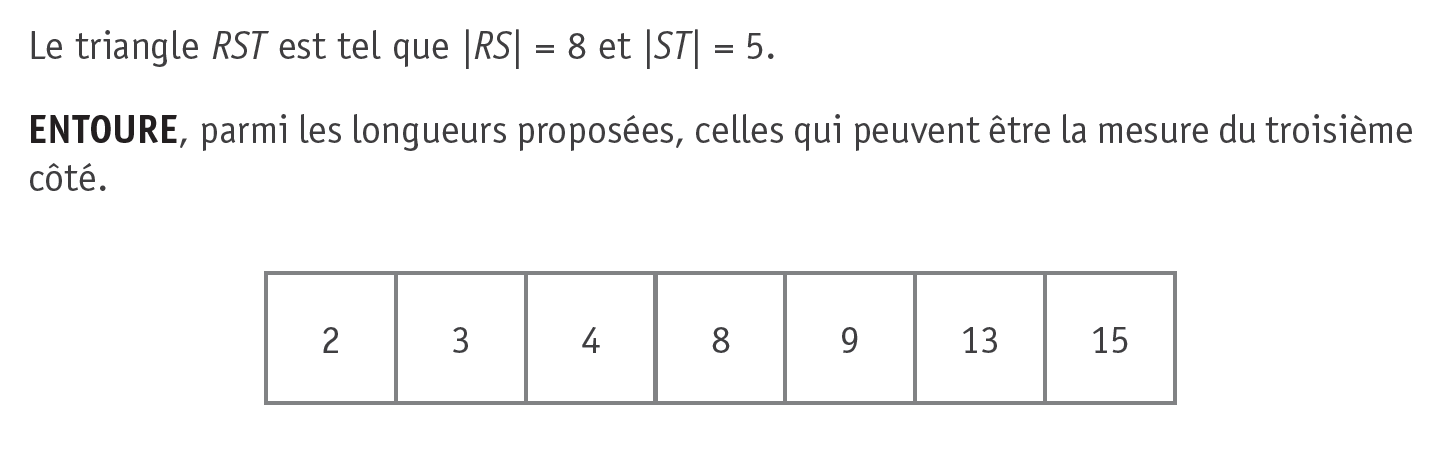 Le triangle RST est tel que |RS| = 8 et |ST| = 5.
ENTOURE, parmi les longueurs proposées, celles qui peuvent être la mesure du troisième
côté.
2 3 4 8 9 13 15